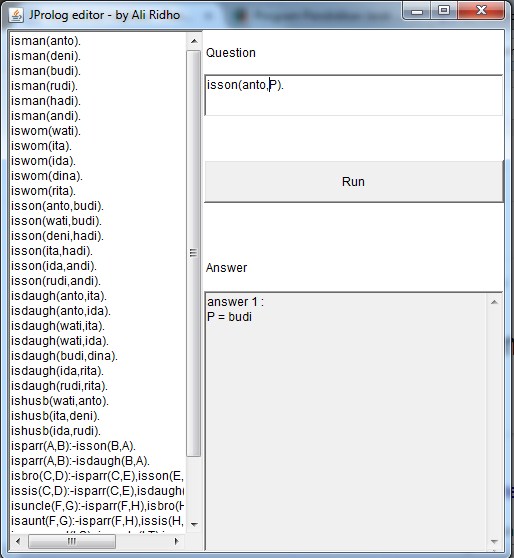 JProlog editor - by Ali Ridho
isman(anto).
isman(deni).
isman(budi).
isman(rudi).
isman(hadi).
isman(andi).
iswom(wati).
iswom(ita).
iswom(ida).
iswom(dina).
iswom(rita).
isson(anto,budi).
isson(wati,budi).
isson(deni,hadi).
isson(ita,hadi).
isson(ida,andi).
isson(rudi,andi).
isdaugh(anto,ita).
isdaugh(anto,ida).
isdaugh(wati,ita).
isdaugh(wati,ida).
isdaugh(budi,dina).
isdaugh(ida,rita).
isdaugh(rudi,rita).
ishusb(wati,anto).
ishusb(ita,deni).
ishusb(ida,rudi).
isparr(A,B):-isson(B,A).
isparr(A,B):-isdaugh(B,A).
isbro(C,D):-isparr(C,E),isson(E,
issis(C,D):-isparr(C,E),isdaugh(
isuncle(F,G):-isparr(F,H),isbro(H
isaunt(F,G):-isparr(F,H),issis(H,
Question
isson(anto,P).
Run
Answer
answer 1 :
P = budi